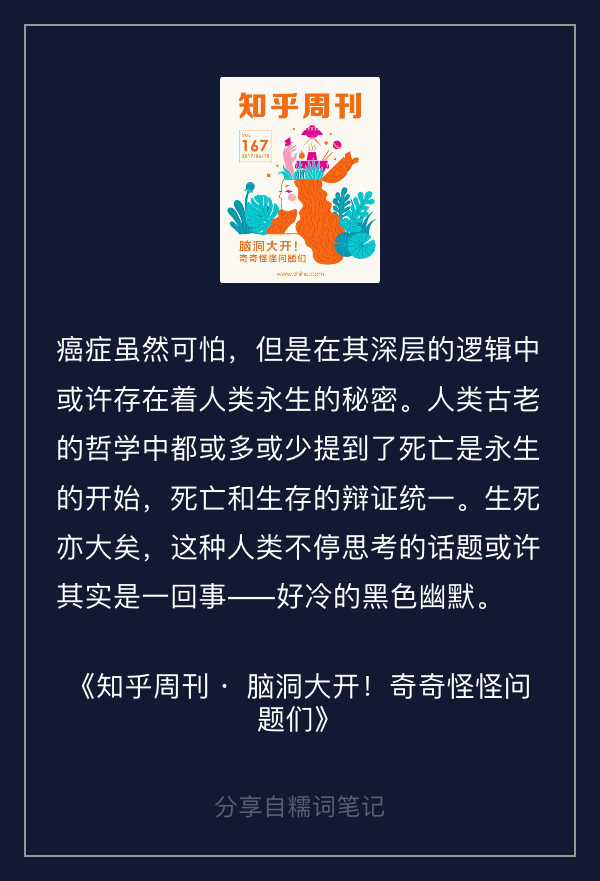 知乎周刊
VOL.
167
2017/06/15
脑洞大开！
奇奇怪怪问题们
www.zhihu.com
癌症虽然可怕，但是在其深层的逻辑中
或许存在着人类永生的秘密。人类古老
的哲学中都或多或少提到了死亡是永生
的开始，死亡和生存的辩证统一。生死
亦大矣，这种人类不停思考的话题或许
其实是一回事——好冷的黑色幽默。
《知乎周刊 · 脑洞大开！奇奇怪怪问
题们》
分享自糯词笔记